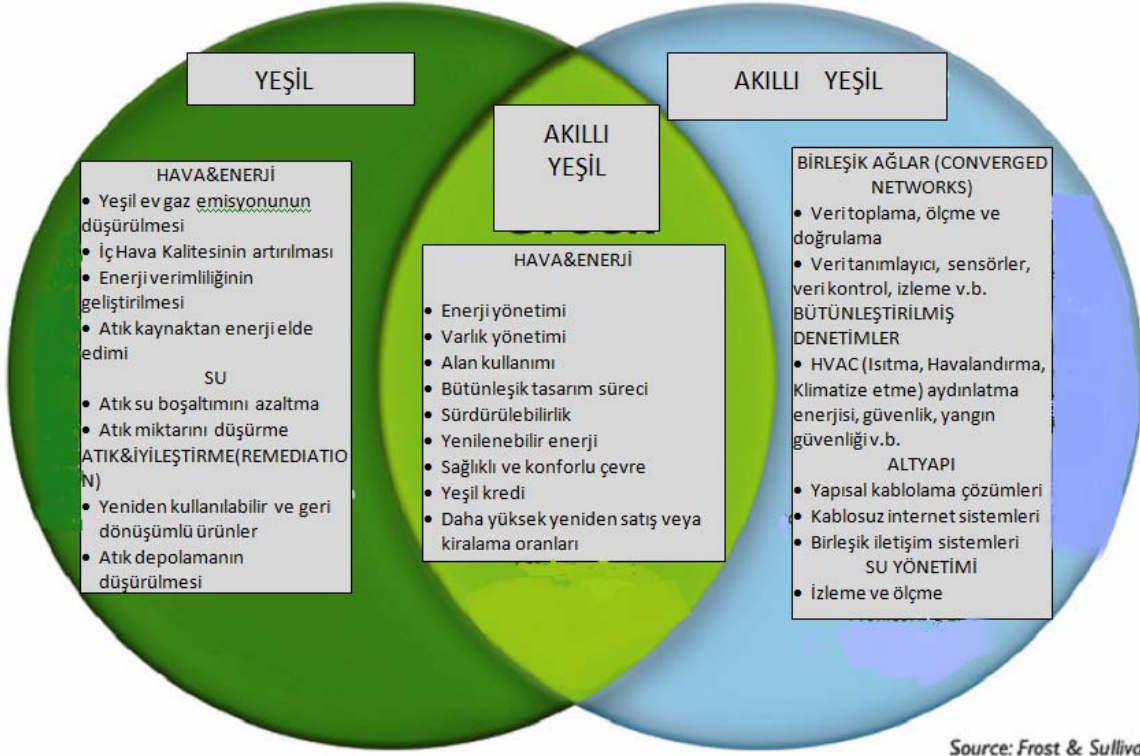 YEŞİL
HAVA&ENERJİ
• Yeşil ev gaz emisyonunun
düşürülmesi
• İç Hava Kalitesinin artırılması
• Enerji verimliliğinin
geliştirilmesi
• Atık kaynaktan enerji elde
edimi
SU
• Atık su boşaltımını azaltma
• Atık miktarını düşürme
ATIK&İYİLEŞTİRME(REMEDIATIO
N)
• Yeniden kullanılabilir ve geri
dönüşümlü ürünler
• Atık depolamanın
düşürülmesi
AKILLI
YEŞİL
HAVA&ENERJİ
• Enerji yönetimi
• Varlık yönetimi
• Alan kullanımı
• Bütünleşik tasarım süreci
• Sürdürülebilirlik
• Yenilenebilir enerji
• Sağlıklı ve konforlu çevre
• Yeşil kredi
• Daha yüksek yeniden satış veya
kiralama oranları
AKILLI YEŞİL
BİRLEŞİK AĞLAR (CONVERGED
NETWORKS)
• Veri toplama, ölçme ve
doğrulama
• Veri tanımlayıcı, sensörler,
veri kontrol, izleme v.b.
BÜTÜNLEŞTİRİLMİŞ
DENETİMLER
• HVAC (Isıtma, Havalandırma,
Klimatize etme) aydınlatma
enerjisi, güvenlik, yangın
güvenliği v.b.
ALTYAPI
• Yapısal kablolama çözümleri
• Kablosuz internet sistemleri
• Birleşik iletişim sistemleri
SU YÖNETİMİ
• İzleme ve ölçme
Source: Frost & Sulliva